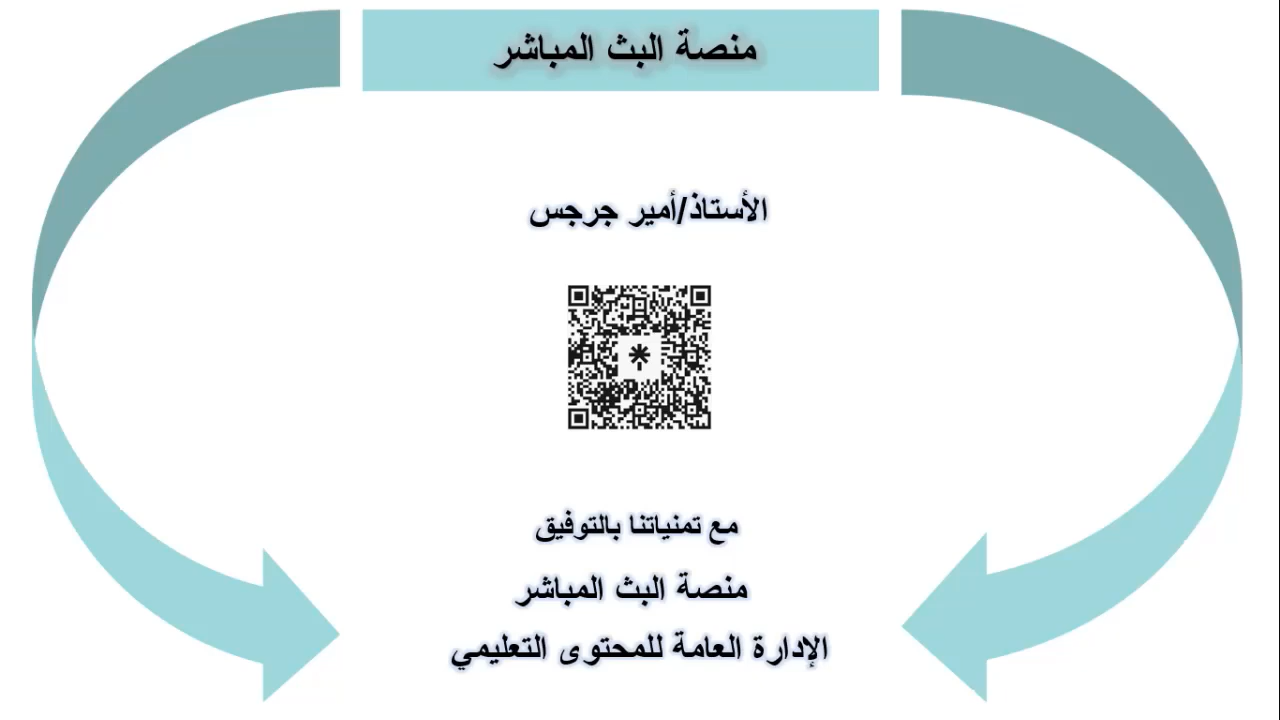 منصة البث المباشر
الأستاذ/أمير جرجس
مع تمنياتنا بالتوفيق
منصة البث المباشر
الإدارة العامة للمحتوى التعليمي